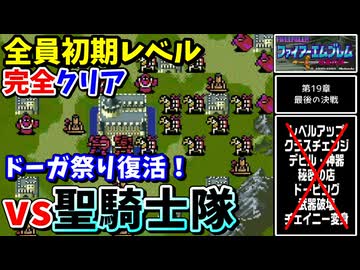 全員初期レベル
完全クリア
ドーガ祭り復活!
VS聖騎士隊
ファイアーエムブレム
第19章
最後の決戦
レベルアップ
クラスチェンジ
デビル・神器
秘密の店
ドーピング
武器破壊
チェイニー変身